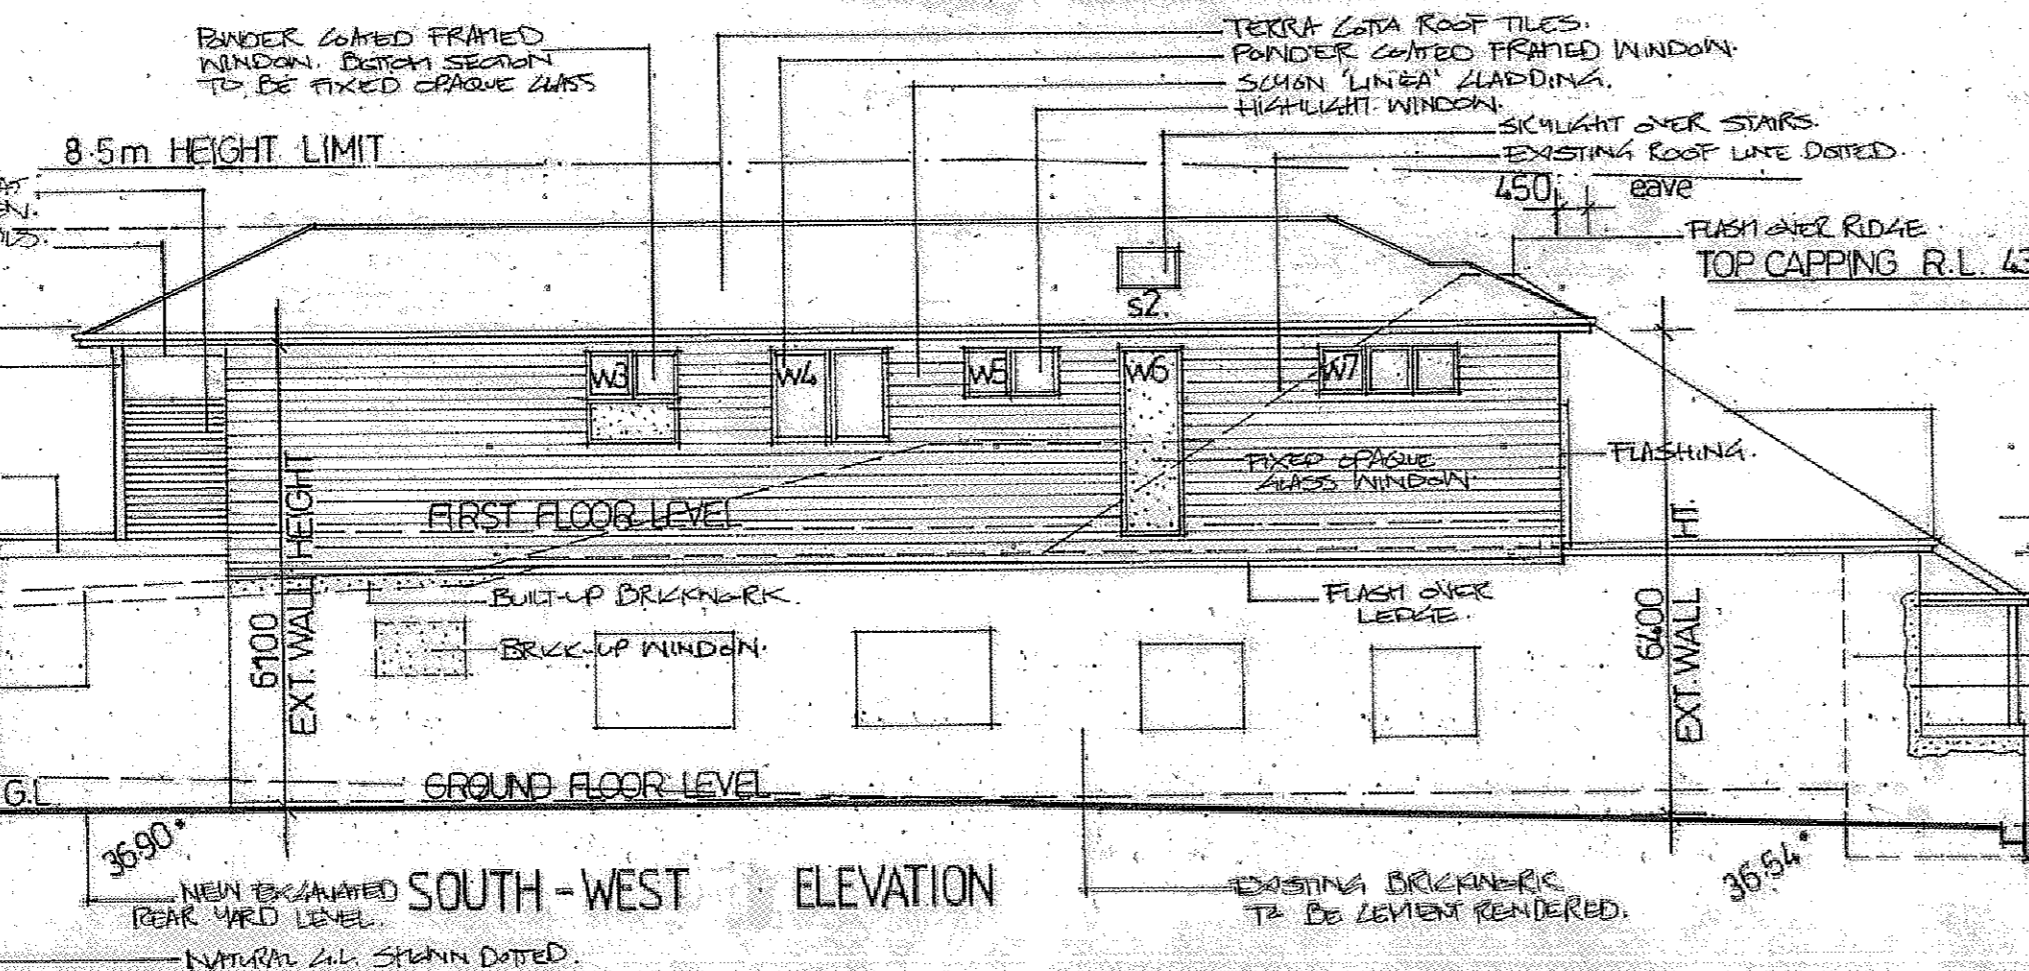 POWDER COATED FRAMED
WINDOW. BOTTOM SECTION
TO BE FIXED OPAQUE GLASS
TERRA COTTA ROOF TILES.
POWDER COATED FRAMED WINDOW.
SCYON 'LINEA' CLADDING.
HIGHLIGHT WINDOW.
SKYLIGHT OVER STAIRS.
EXISTING ROOF LINE DOTTED.
8.5m HEIGHT LIMIT
450 eave
FLASH OVER RIDGE
TOP CAPPING R.L. 43
S2.
W3
W4
W5
W6
W7
FIXED OPAQUE
GLASS WINDOW.
FLASHING.
FIRST FLOOR LEVEL
BUILT-UP BRICKWORK.
FLASH OVER
LEDGE.
BRICK-UP WINDOW.
6100
EXT. WALL HEIGHT
6400
EXT. WALL HT.
GROUND FLOOR LEVEL
G.L
36.90*
36.54*
NEW EXCAVATED
REAR YARD LEVEL.
SOUTH-WEST ELEVATION
EXISTING BRICKWORK
TO BE CEMENT RENDERED.
NATURAL G.L. SHOWN DOTTED.